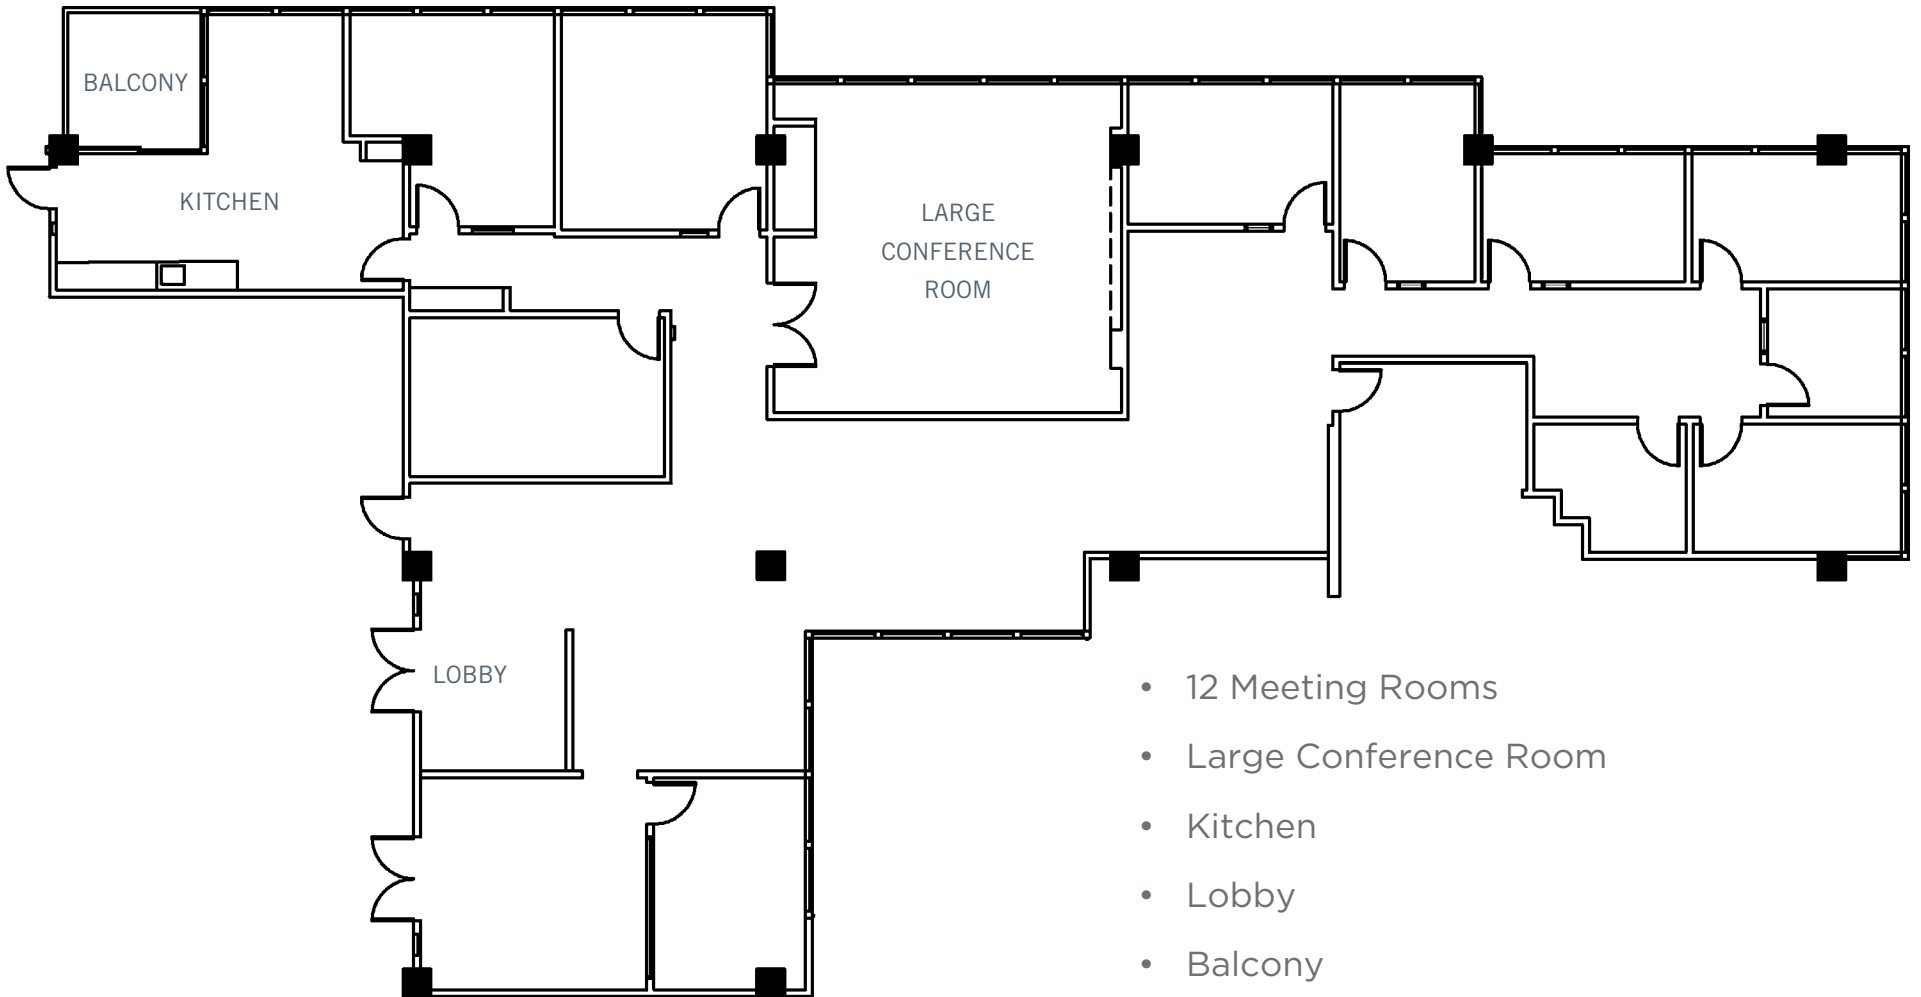 BALCONY
KITCHEN
LARGE
CONFERENCE
ROOM
LOBBY
• 12 Meeting Rooms
• Large Conference Room
• Kitchen
• Lobby
• Balcony